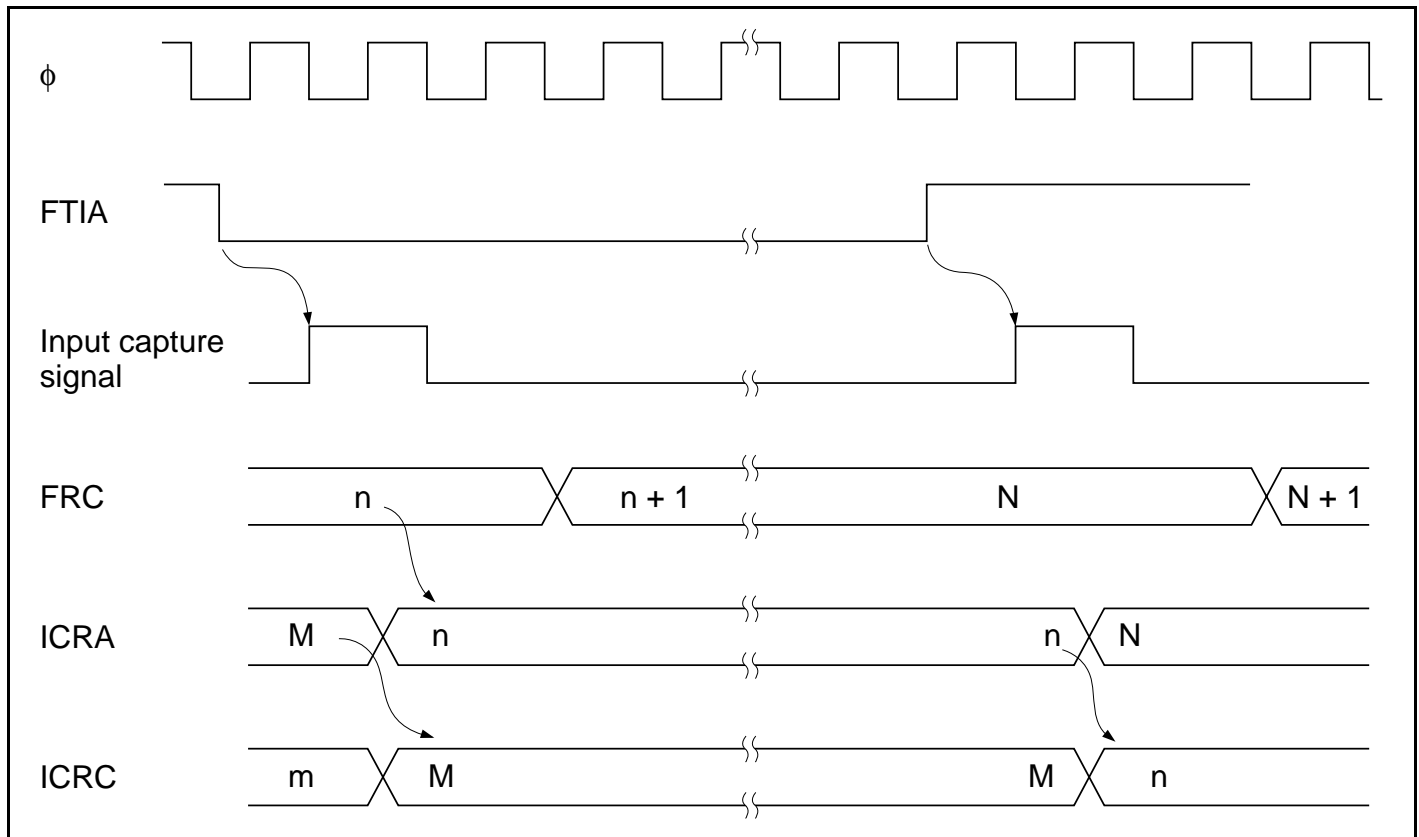 ϕ
FTIA
Input capture
signal
FRC
n
n + 1
N
N + 1
ICRA
M
n
n
N
ICRC
m
M
M
n